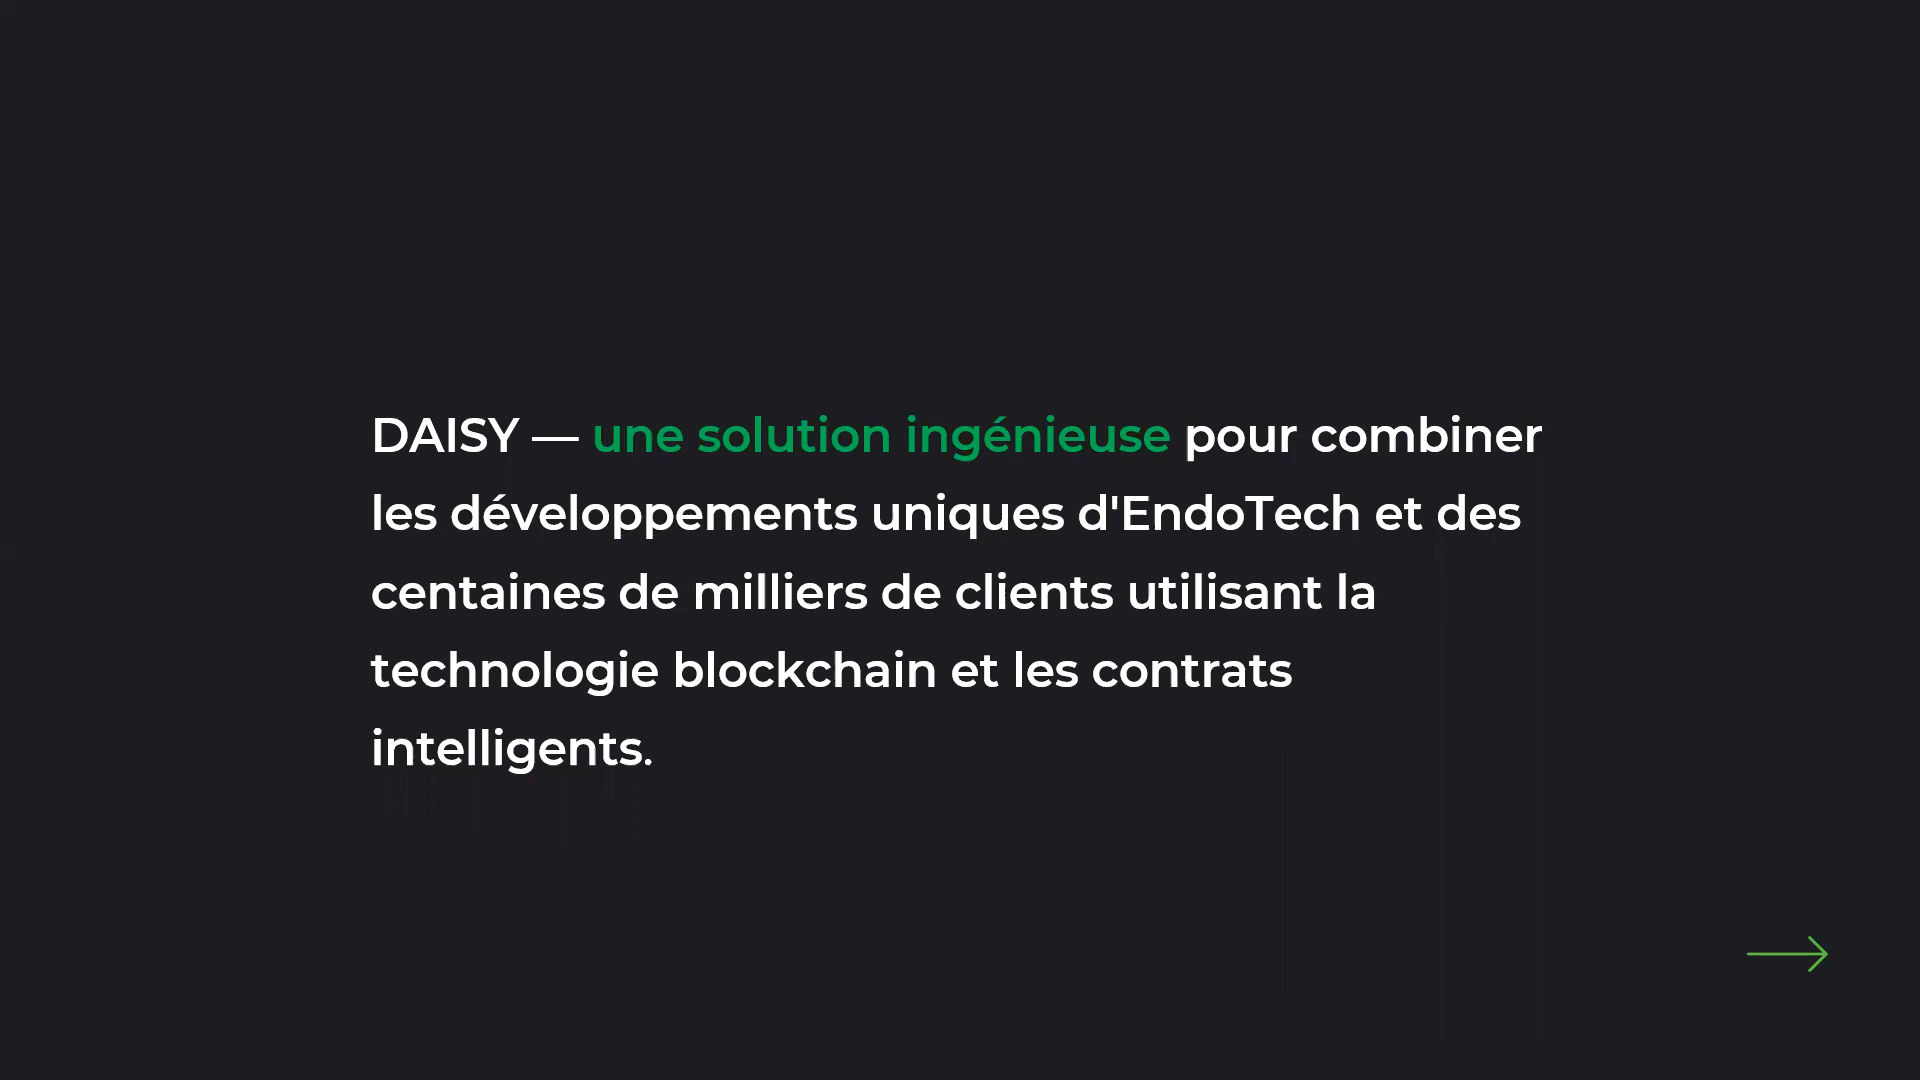 DAISY — une solution ingénieuse pour combiner
les développements uniques d'EndoTech et des
centaines de milliers de clients utilisant la
technologie blockchain et les contrats
intelligents.